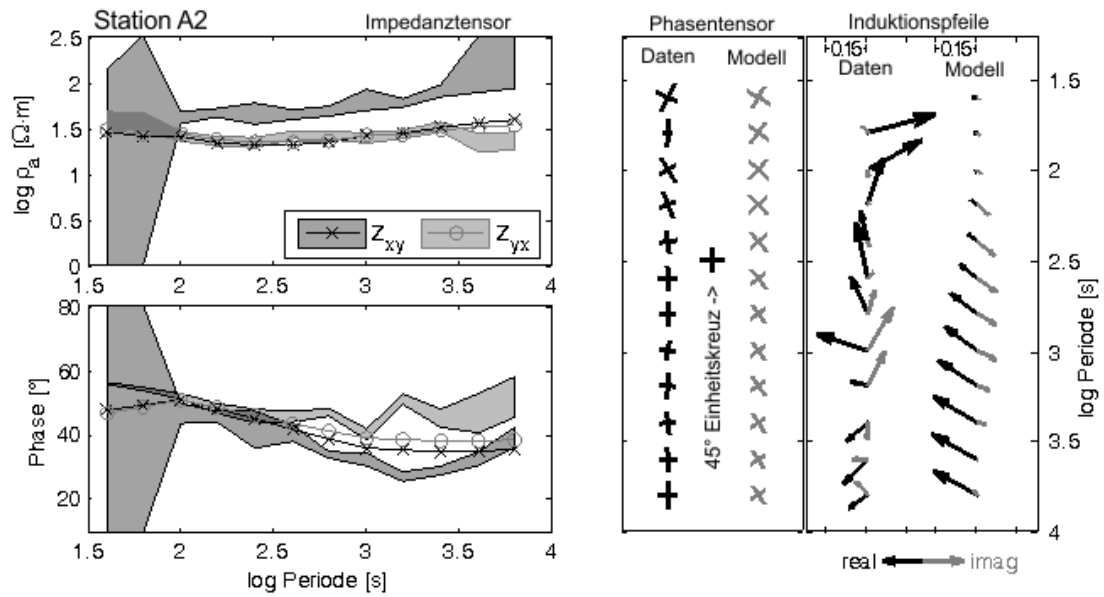 Station A2
Impedanztensor
2.5
2
1.5
1
0.5
0
log ρa [Ω·m]
Zxy
Zyx
1.5 2 2.5 3 3.5 4
80
60
40
20
Phase [°]
1.5 2 2.5 3 3.5 4
log Periode [s]
Phasentensor
Daten
Modell
45° Einheitskreuz ->
Induktionspfeile
0.15
0.15
Daten
Modell
1.5
2
2.5
3
3.5
4
log Periode [s]
real
imag